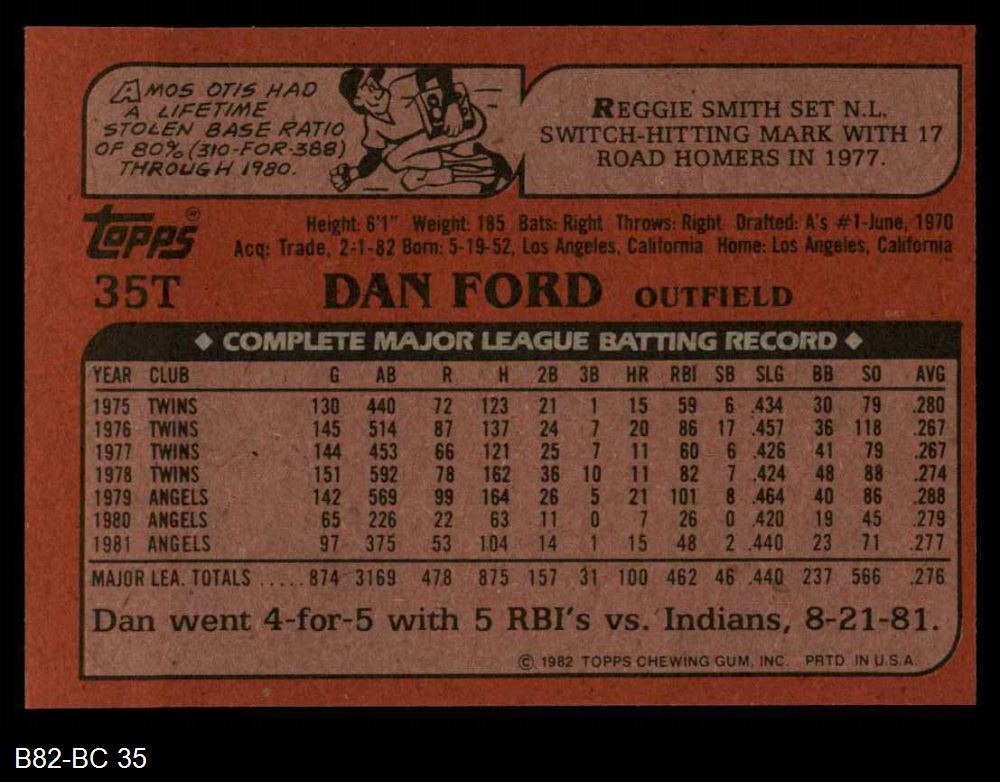 AMOS OTIS HAD
A LIFETIME
STOLEN BASE RATIO
OF 80% (310-FOR-388)
THROUGH 1980.
REGGIE SMITH SET N.L.
SWITCH-HITTING MARK WITH 17
ROAD HOMERS IN 1977.
Topps®
Height: 6'1" Weight: 185 Bats: Right Throws: Right Drafted: A's #1-June, 1970
Acq: Trade, 2-1-82 Born: 5-19-52, Los Angeles, California Home: Los Angeles, California
35T DAN FORD OUTFIELD
◆ COMPLETE MAJOR LEAGUE BATTING RECORD ◆
YEAR CLUB G AB R H 2B 3B HR RBI SB SLG BB SO AVG
1975 TWINS 130 440 72 123 21 1 15 59 6 .434 30 79 .280
1976 TWINS 145 514 87 137 24 7 20 86 17 .457 36 118 .267
1977 TWINS 144 453 66 121 25 7 11 60 6 .426 41 79 .267
1978 TWINS 151 592 78 162 36 10 11 82 7 .424 48 88 .274
1979 ANGELS 142 569 99 164 26 5 21 101 8 .464 40 86 .288
1980 ANGELS 65 226 22 63 11 0 7 26 0 .420 19 45 .279
1981 ANGELS 97 375 53 104 14 1 15 48 2 .440 23 71 .277
MAJOR LEA. TOTALS .....874 3169 478 875 157 31 100 462 46 .440 237 566 .276
Dan went 4-for-5 with 5 RBI's vs. Indians, 8-21-81.
© 1982 TOPPS CHEWING GUM, INC. PRTD. IN U.S.A.
B82-BC 35